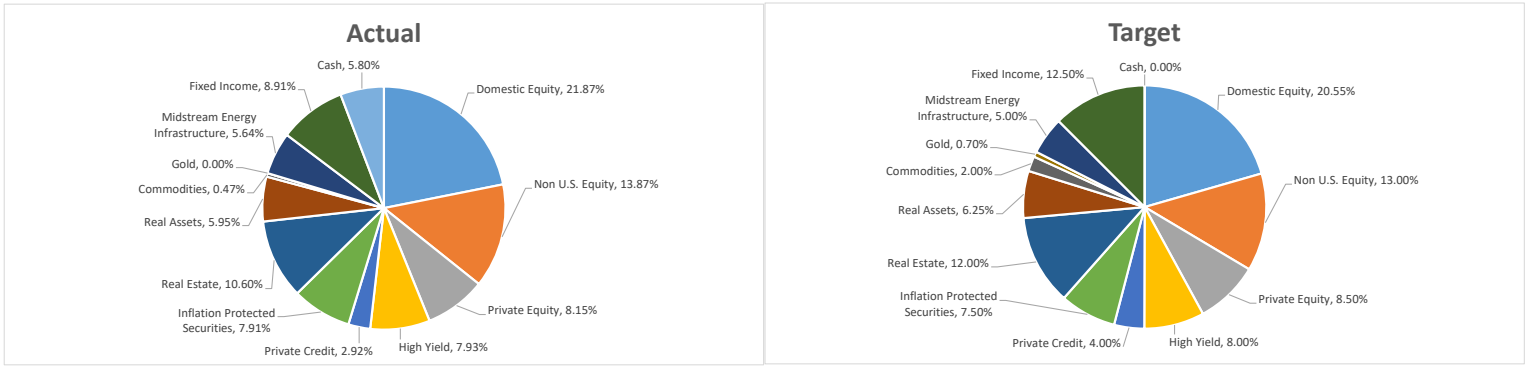 Actual
Cash, 5.80%
Fixed Income, 8.91%
Domestic Equity, 21.87%
Midstream Energy
Infrastructure, 5.64%
Gold, 0.00%
Commodities, 0.47%
Non U.S. Equity, 13.87%
Real Assets, 5.95%
Real Estate, 10.60%
Inflation Protected
Securities, 7.91%
Private Equity, 8.15%
Private Credit, 2.92%
High Yield, 7.93%
Target
Cash, 0.00%
Fixed Income, 12.50%
Domestic Equity, 20.55%
Midstream Energy
Infrastructure, 5.00%
Gold, 0.70%
Commodities, 2.00%
Non U.S. Equity, 13.00%
Real Assets, 6.25%
Real Estate, 12.00%
Inflation Protected
Securities, 7.50%
Private Equity, 8.50%
Private Credit, 4.00%
High Yield, 8.00%